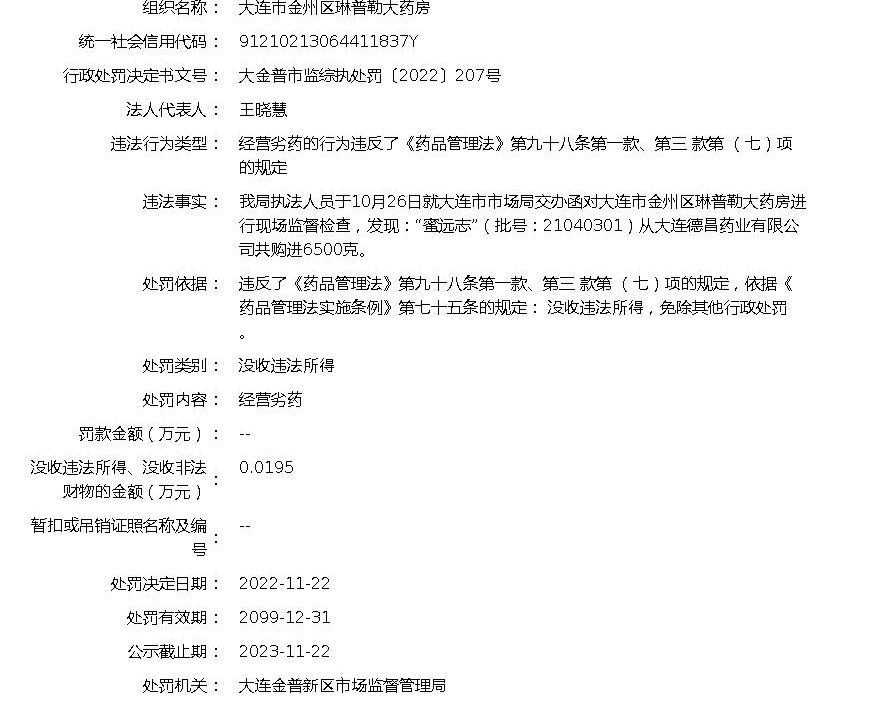 组织名称： 大连市金州区琳普勒大药房
统一社会信用代码： 91210213064411837Y
行政处罚决定书文号： 大金普市监综执处罚〔2022〕207号
法人代表人： 王晓慧
违法行为类型： 经营劣药的行为违反了《药品管理法》第九十八条第一款、第三 款第 （七）项
的规定
违法事实： 我局执法人员于10月26日就大连市市场局交办函对大连市金州区琳普勒大药房进
行现场监督检查，发现：“蜜远志”（批号：21040301）从大连德昌药业有限公
司共购进6500克。
处罚依据： 违反了《药品管理法》第九十八条第一款、第三 款第 （七）项的规定，依据《
药品管理法实施条例》第七十五条的规定： 没收违法所得，免除其他行政处罚
。
处罚类别： 没收违法所得
处罚内容： 经营劣药
罚款金额（万元）： --
没收违法所得、没收非法
财物的金额（万元）： 0.0195
暂扣或吊销证照名称及编
号： --
处罚决定日期： 2022-11-22
处罚有效期： 2099-12-31
公示截止期： 2023-11-22
处罚机关： 大连金普新区市场监督管理局